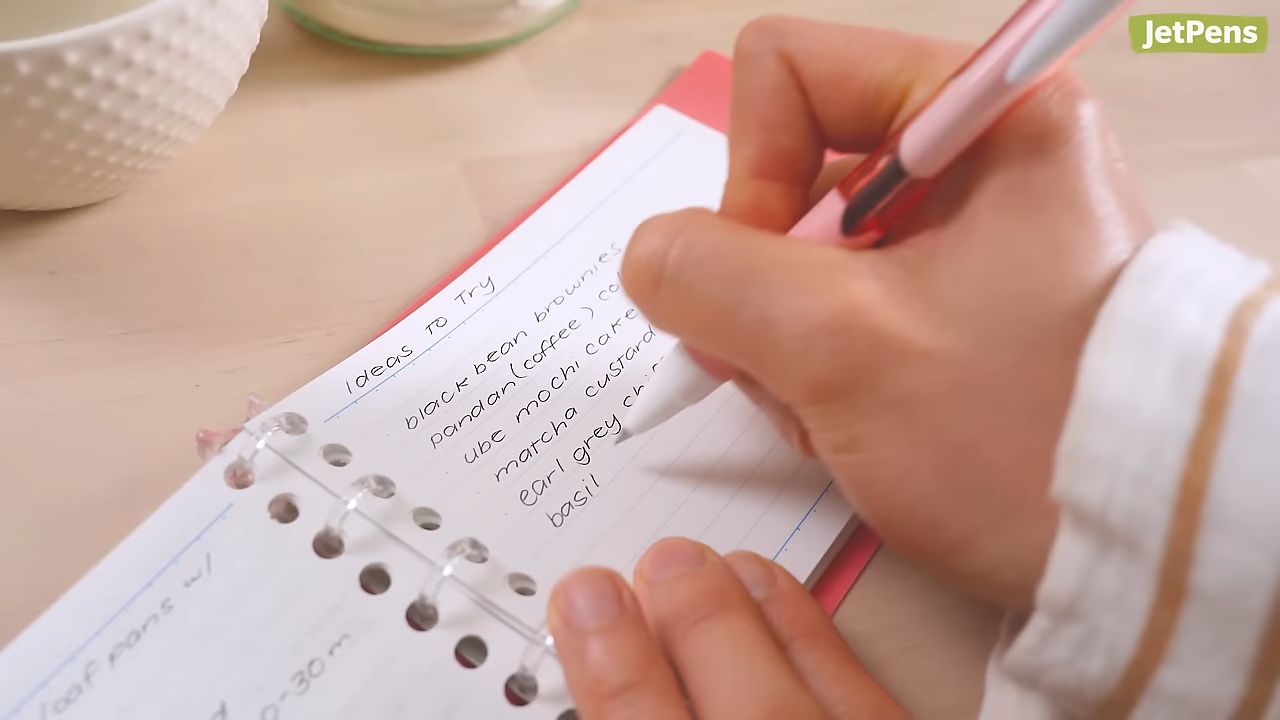 JetPens
Ideas to Try
black bean brownies
pandan (coffee)
ube mochi cake
matcha custard
earl grey
basil
loaf pans w/